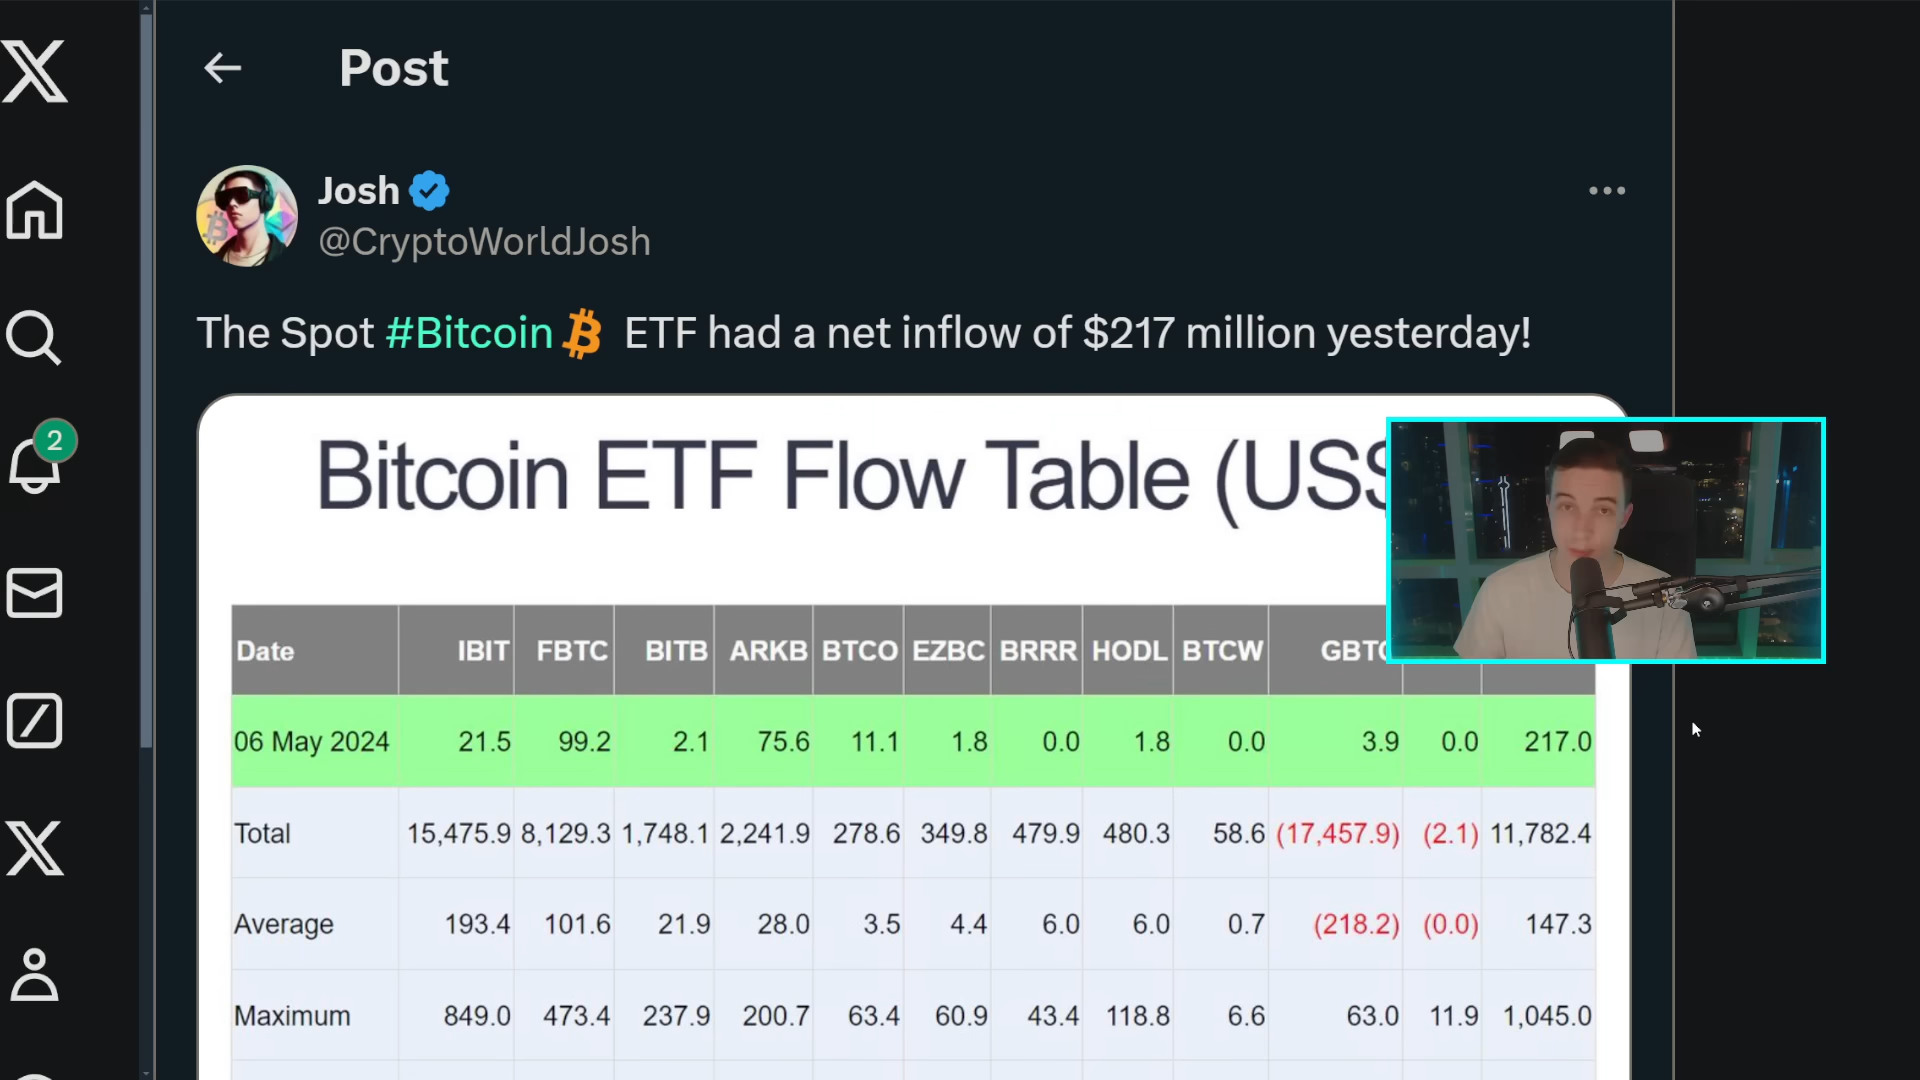 Post
Josh
@CryptoWorldJosh
The Spot #Bitcoin ETF had a net inflow of $217 million yesterday!
2
Bitcoin ETF Flow Table (US$
Date IBIT FBTC BITB ARKB BTCO EZBC BRRR HODL BTCW GBTC
06 May 2024 21.5 99.2 2.1 75.6 11.1 1.8 0.0 1.8 0.0 3.9 0.0 217.0
Total 15,475.9 8,129.3 1,748.1 2,241.9 278.6 349.8 479.9 480.3 58.6 (17,457.9) (2.1) 11,782.4
Average 193.4 101.6 21.9 28.0 3.5 4.4 6.0 6.0 0.7 (218.2) (0.0) 147.3
Maximum 849.0 473.4 237.9 200.7 63.4 60.9 43.4 118.8 6.6 63.0 11.9 1,045.0